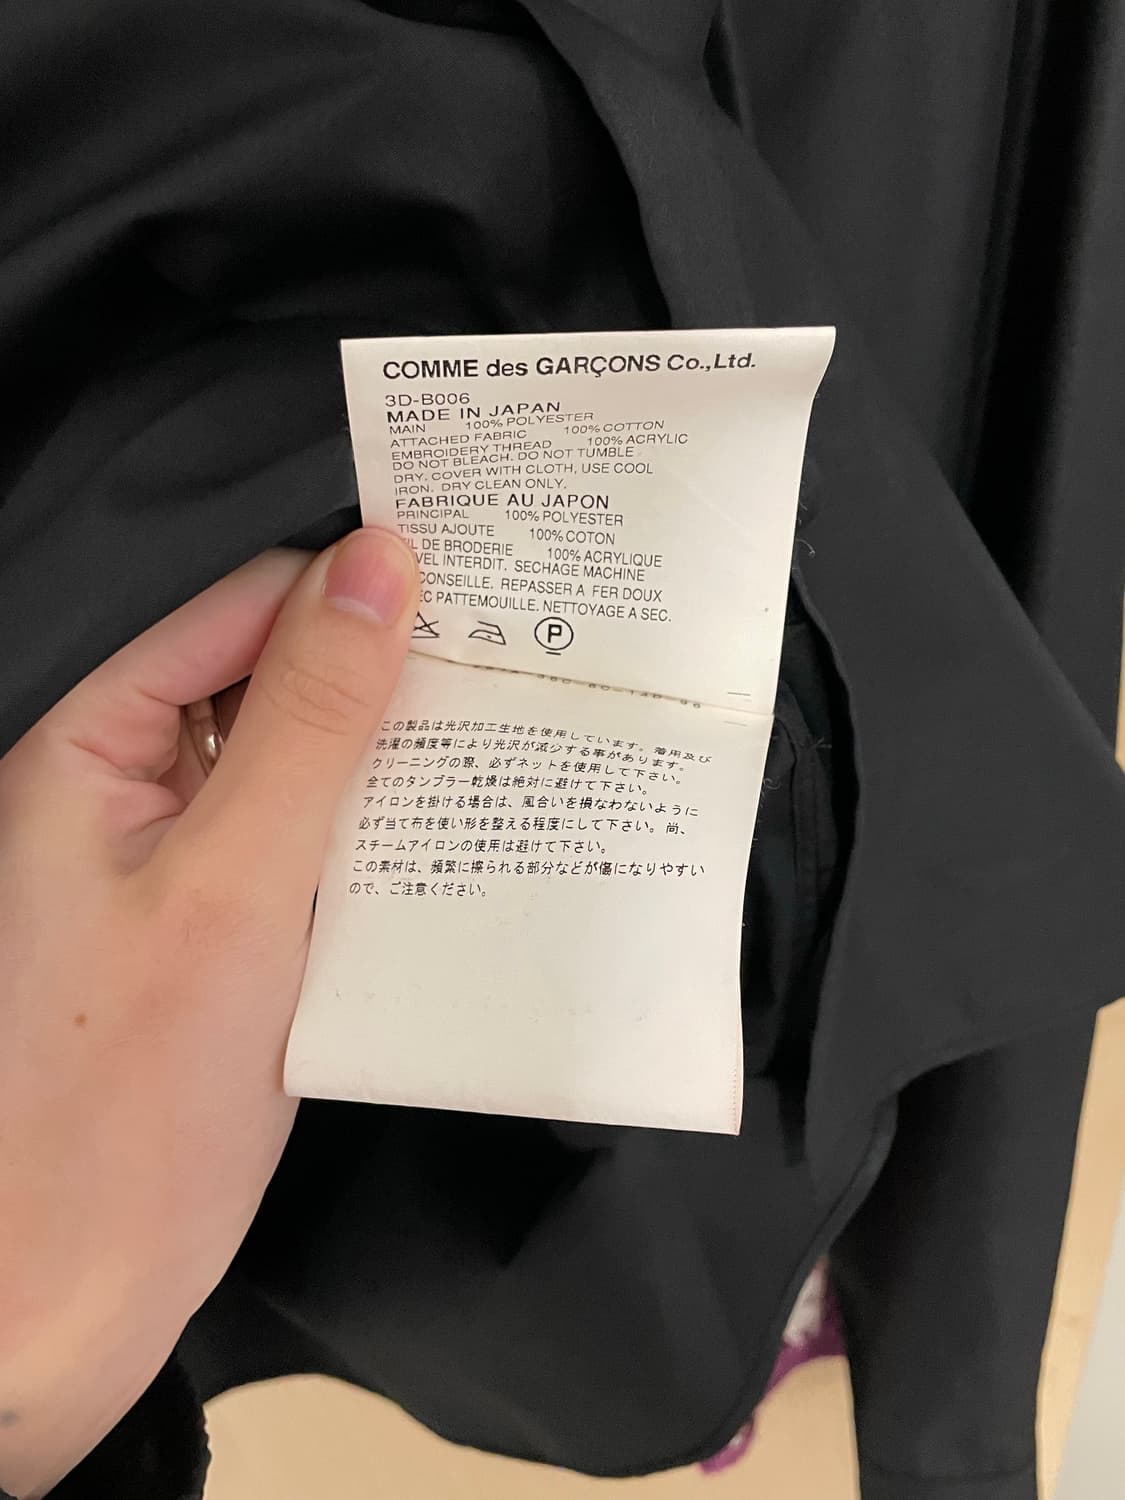 COMME des GARÇONS Co.,Ltd.
3D-B006
MADE IN JAPAN
MAIN 100% POLYESTER
ATTACHED FABRIC 100% COTTON
EMBROIDERY THREAD 100% ACRYLIC
DO NOT BLEACH. DO NOT TUMBLE
DRY. COVER WITH CLOTH, USE COOL
IRON. DRY CLEAN ONLY.
FABRIQUE AU JAPON
PRINCIPAL 100% POLYESTER
TISSU AJOUTE 100% COTON
DE BRODERIE 100% ACRYLIQUE
INTERDIT. SECHAGE MACHINE
CONSEILLE. REPASSER A FER DOUX
PATTEMOUILLE. NETTOYAGE A SEC.
P
この製品は光沢加工生地を使用しています。着用及び
洗濯の頻度等により光沢が減少する事があります。
クリーニングの際、必ずネットを使用して下さい。
全てのタンブラー乾燥は絶対に避けて下さい。
アイロンを掛ける場合は、風合いを損なわないように
必ず当て布を使い形を整える程度にして下さい。尚、
スチームアイロンの使用は避けて下さい。
この素材は、頻繁に擦られる部分などが傷になりやすい
ので、ご注意ください。